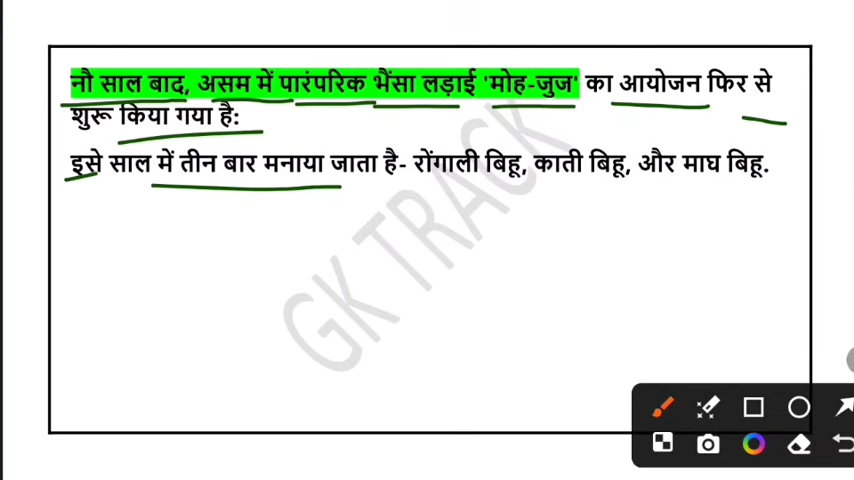 नौ साल बाद, असम में पारंपरिक भैंसा लड़ाई 'मोह-जुज' का आयोजन फिर से
शुरू किया गया है:
इसे साल में तीन बार मनाया जाता है- रोंगाली बिहू, काती बिहू, और माघ बिहू.
GK TRACK